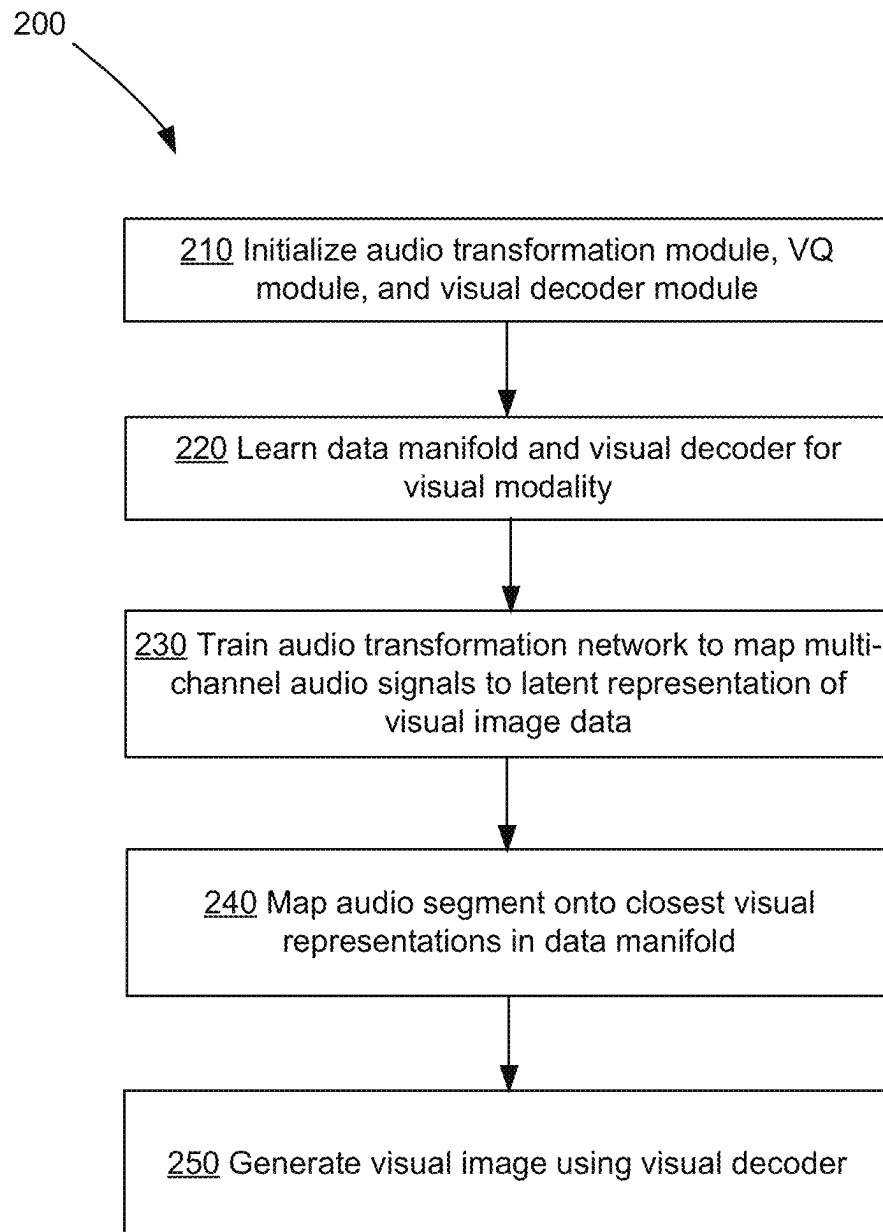 200
210 Initialize audio transformation module, VQ
module, and visual decoder module
220 Learn data manifold and visual decoder for
visual modality
230 Train audio transformation network to map multi-
channel audio signals to latent representation of
visual image data
240 Map audio segment onto closest visual
representations in data manifold
250 Generate visual image using visual decoder